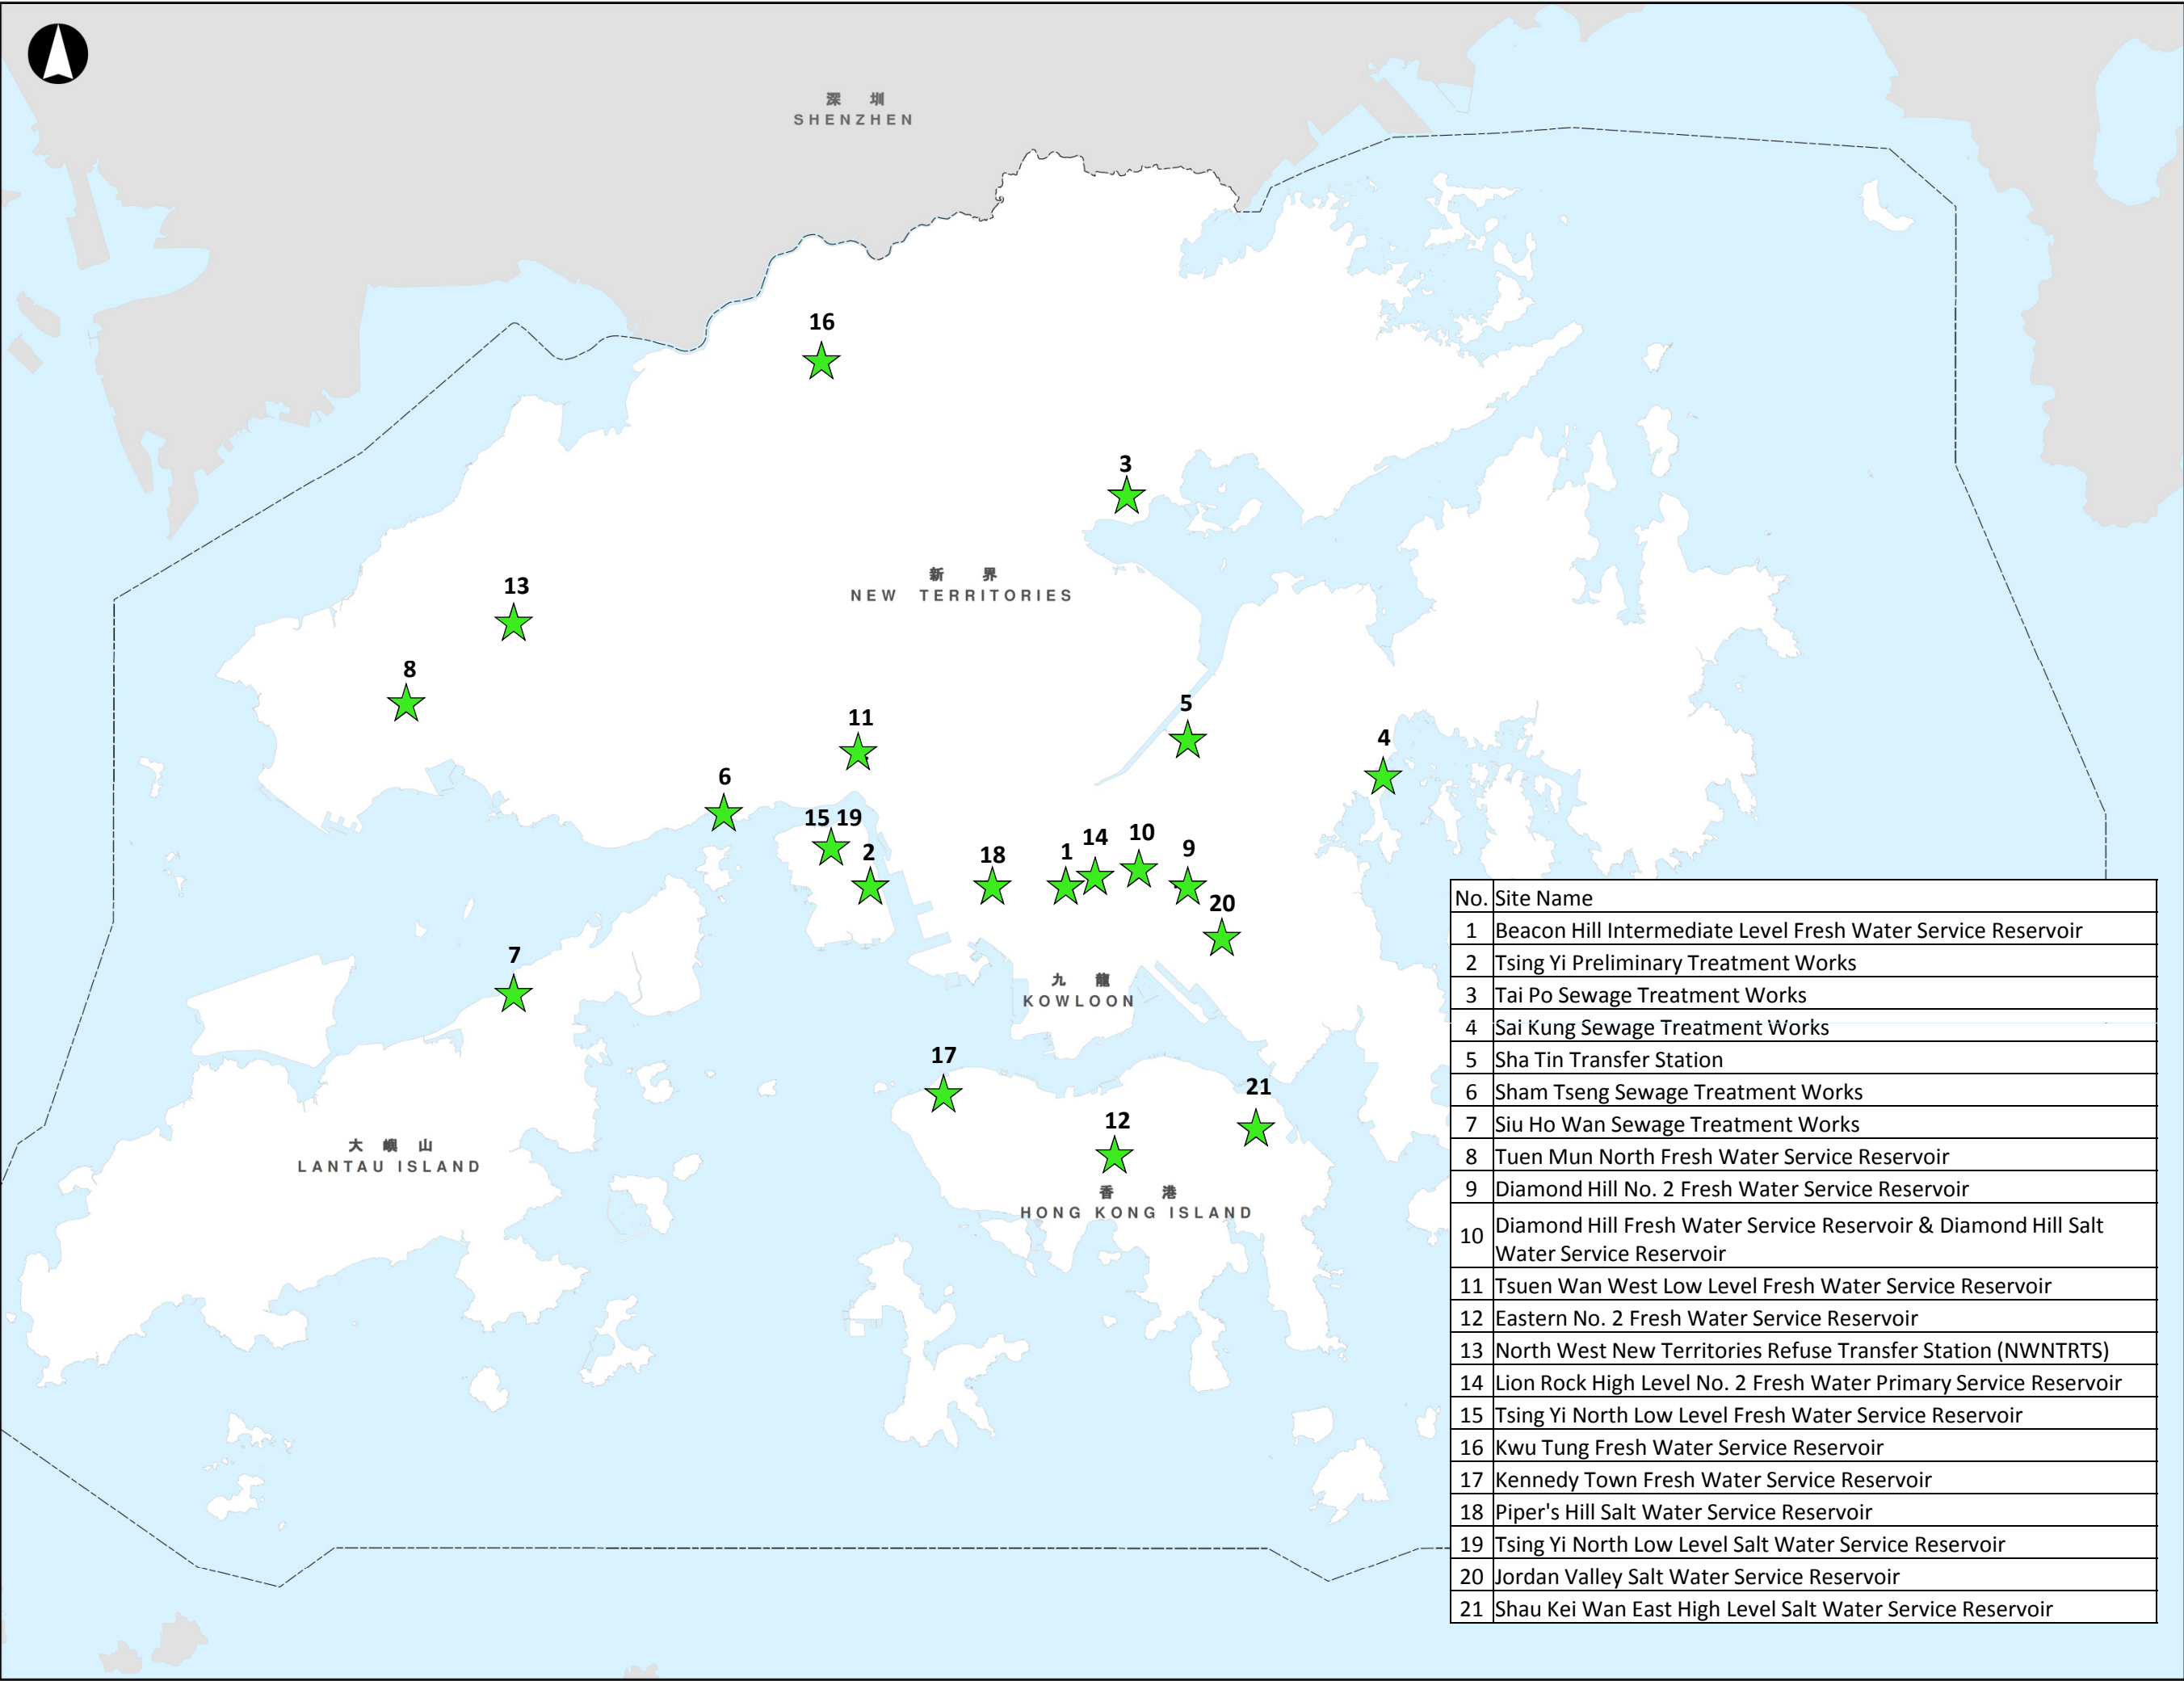 深 圳
SHENZHEN
16
3
新 界
NEW TERRITORIES
13
8
5
11
4
6
15 19
2
18
1
14
10
9
20
7
九 龍
KOWLOON
17
21
12
大 嶼 山
LANTAU ISLAND
香 港
HONG KONG ISLAND
No. Site Name
1 Beacon Hill Intermediate Level Fresh Water Service Reservoir
2 Tsing Yi Preliminary Treatment Works
3 Tai Po Sewage Treatment Works
4 Sai Kung Sewage Treatment Works
5 Sha Tin Transfer Station
6 Sham Tseng Sewage Treatment Works
7 Siu Ho Wan Sewage Treatment Works
8 Tuen Mun North Fresh Water Service Reservoir
9 Diamond Hill No. 2 Fresh Water Service Reservoir
10 Diamond Hill Fresh Water Service Reservoir & Diamond Hill Salt
Water Service Reservoir
11 Tsuen Wan West Low Level Fresh Water Service Reservoir
12 Eastern No. 2 Fresh Water Service Reservoir
13 North West New Territories Refuse Transfer Station (NWNTRTS)
14 Lion Rock High Level No. 2 Fresh Water Primary Service Reservoir
15 Tsing Yi North Low Level Fresh Water Service Reservoir
16 Kwu Tung Fresh Water Service Reservoir
17 Kennedy Town Fresh Water Service Reservoir
18 Piper's Hill Salt Water Service Reservoir
19 Tsing Yi North Low Level Salt Water Service Reservoir
20 Jordan Valley Salt Water Service Reservoir
21 Shau Kei Wan East High Level Salt Water Service Reservoir